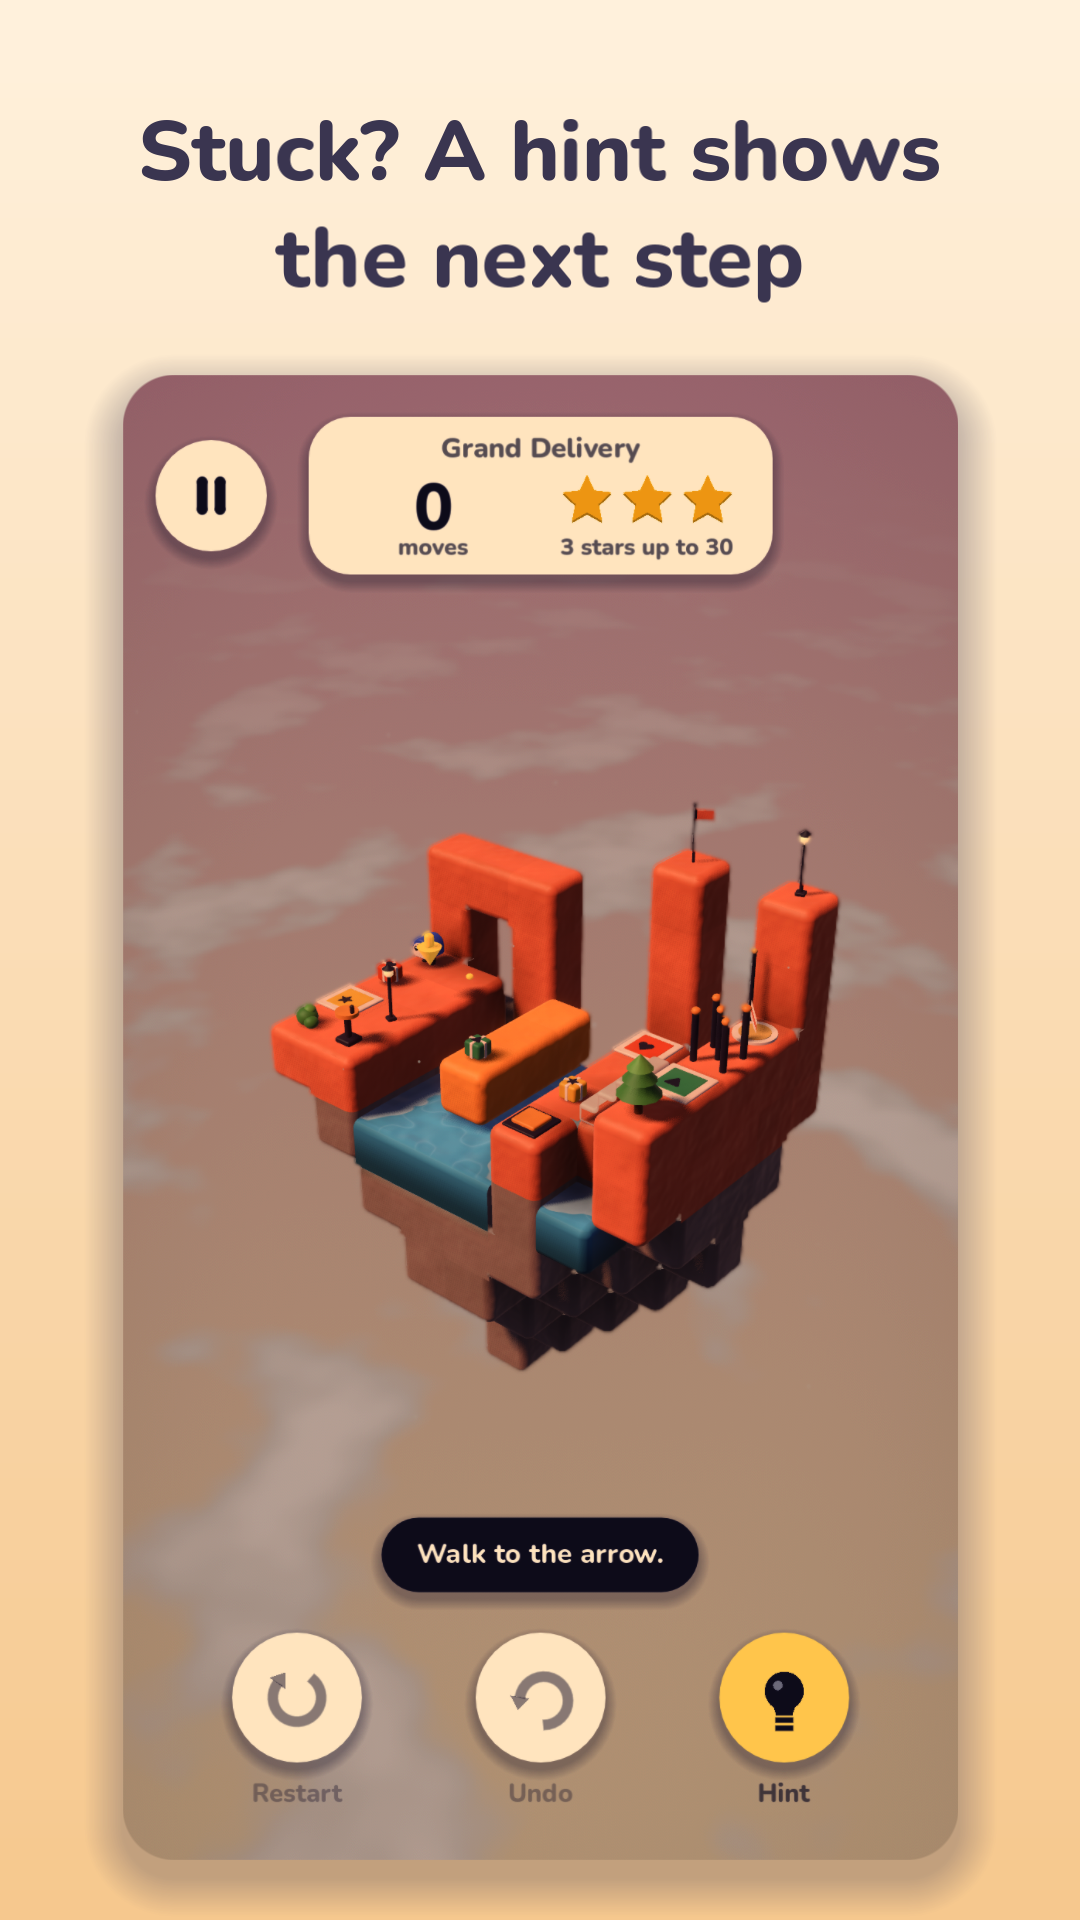 Stuck? A hint shows
the next step
Grand Delivery
0
moves
3 stars up to 30
Walk to the arrow.
Restart
Undo
Hint